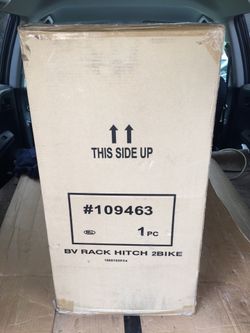 THIS SIDE UP
#109463
1 PC
BV RACK HITCH 2BIKE